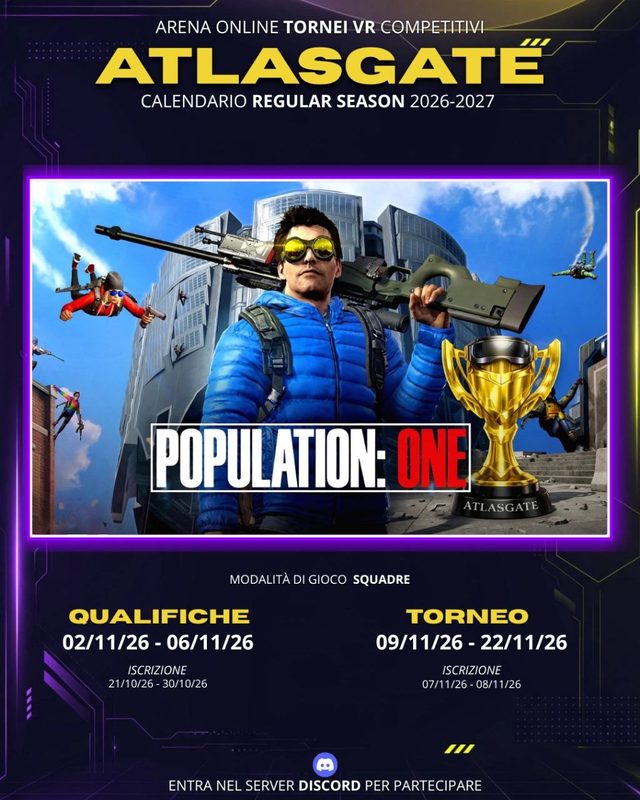 ARENA ONLINE TORNEI VR COMPETITIVI
ATLASGATE
CALENDARIO REGULAR SEASON 2026-2027
POPULATION: ONE
ATLASGATE
MODALITÀ DI GIOCO SQUADRE
QUALIFICHE
02/11/26 - 06/11/26
ISCRIZIONE
21/10/26 - 30/10/26
TORNEO
09/11/26 - 22/11/26
ISCRIZIONE
07/11/26 - 08/11/26
ENTRA NEL SERVER DISCORD PER PARTECIPARE